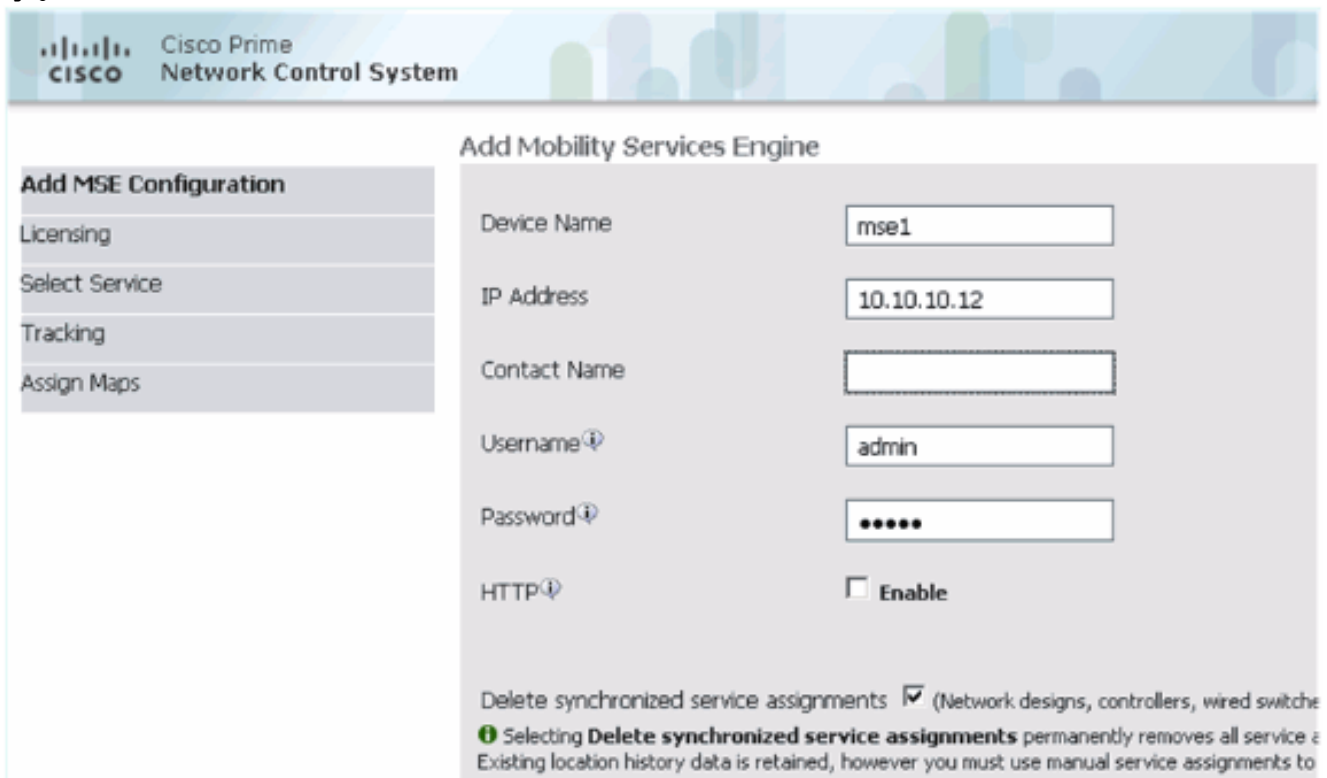 CISCO
Cisco Prime
Network Control System
Add MSE Configuration
Licensing
Select Service
Tracking
Assign Maps
Add Mobility Services Engine
Device Name mse1
IP Address 10.10.10.12
Contact Name
Username admin
Password •••••
HTTP Enable
Delete synchronized service assignments (Network designs, controllers, wired switche
Selecting Delete synchronized service assignments permanently removes all service
Existing location history data is retained, however you must use manual service assignments to